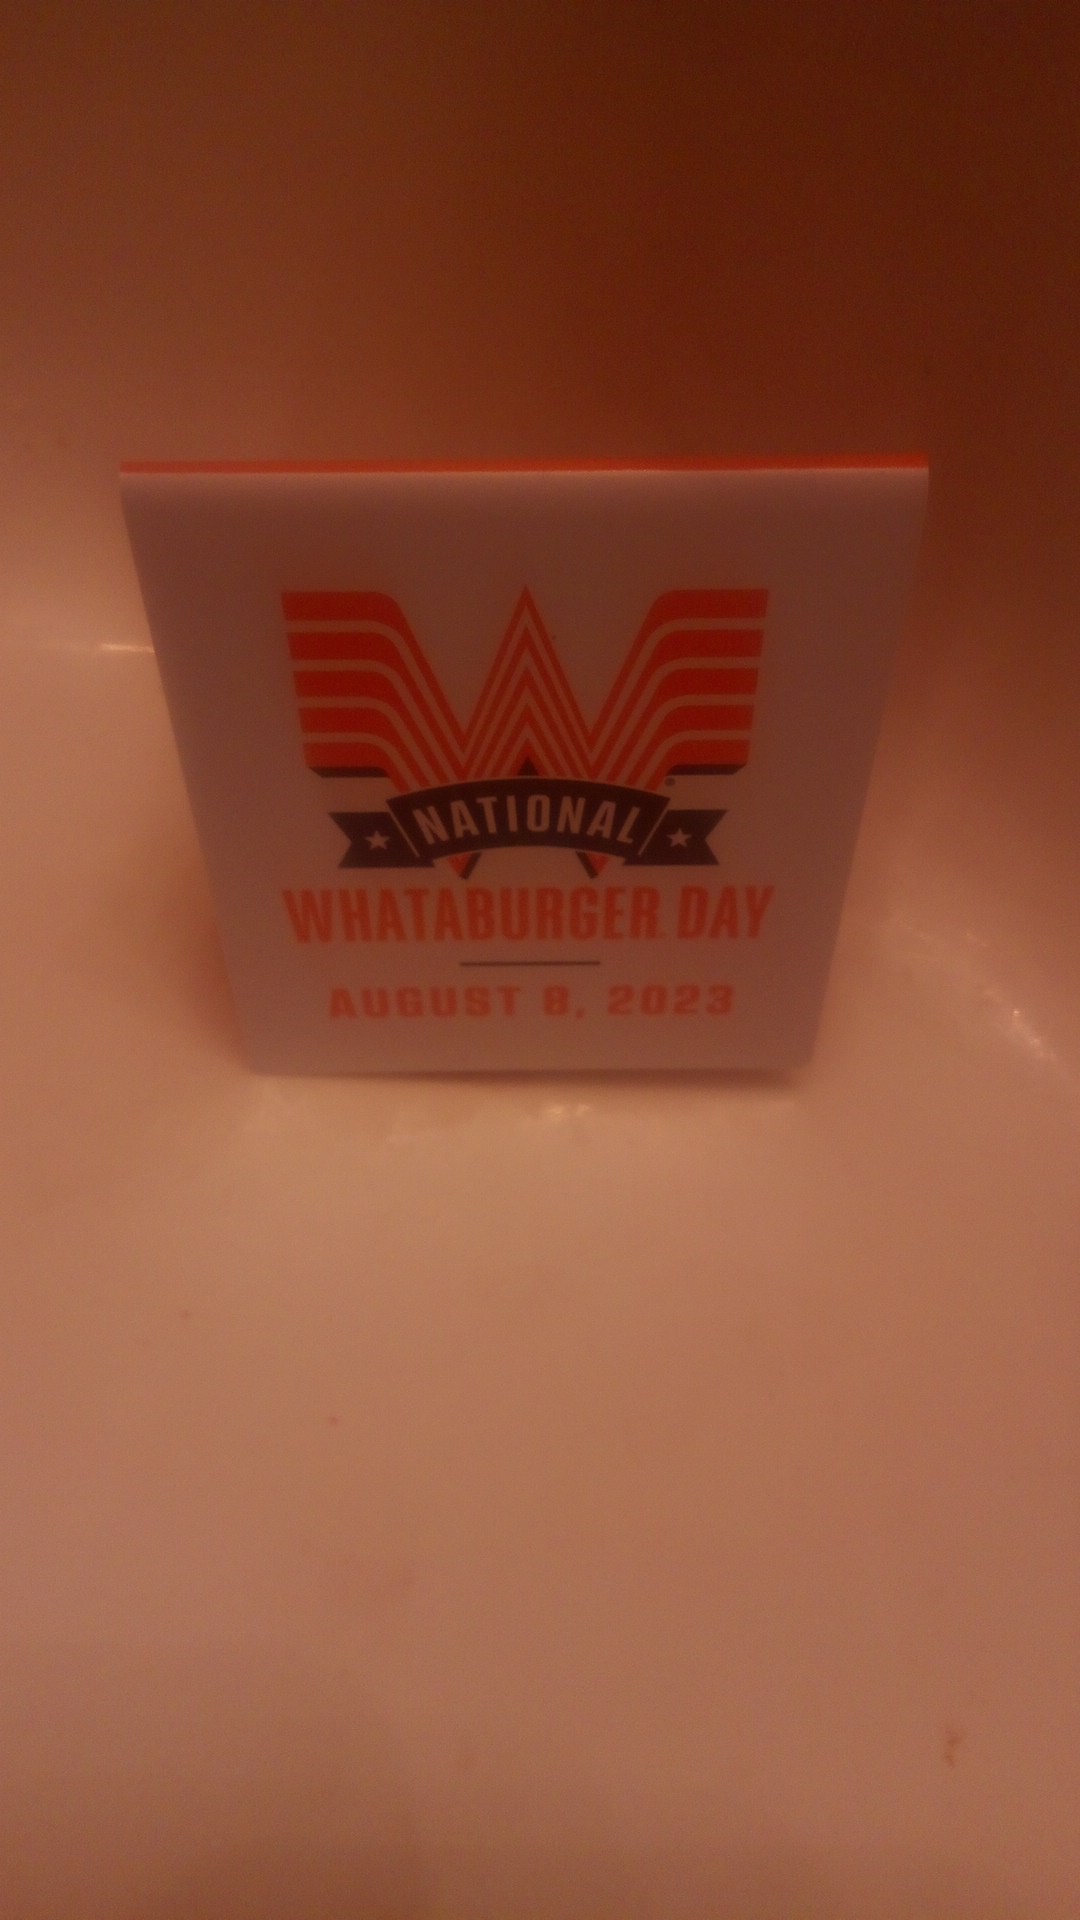 NATIONAL
WHATABURGER DAY
AUGUST 8, 2023